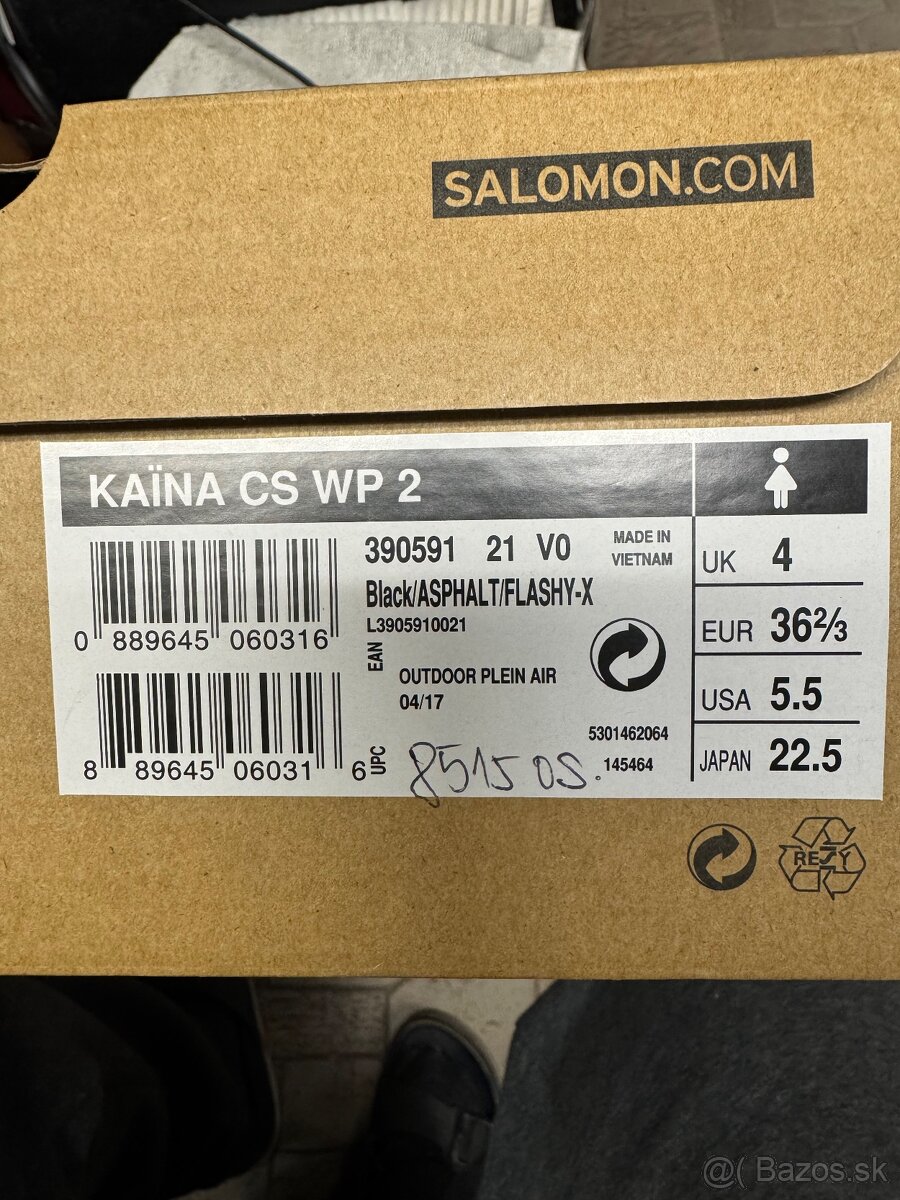 SALOMON.COM
KAÏNA CS WP 2
390591 21 V0
MADE IN
VIETNAM
Black/ASPHALT/FLASHY-X
L3905910021
0 889645 060316
EAN
OUTDOOR PLEIN AIR
04/17
8 89645 06031 6
UPC
8515 OS.
5301462064
145464
UK 4
EUR 36⅔
USA 5.5
JAPAN 22.5
RESY
@( Bazos.sk